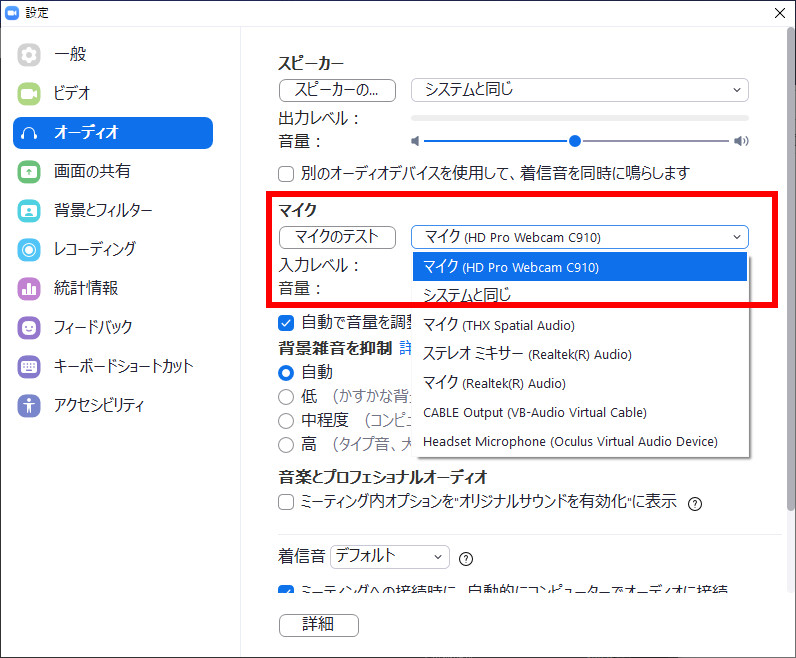 設定
一般
ビデオ
オーディオ
画面の共有
背景とフィルター
レコーディング
統計情報
フィードバック
キーボードショートカット
アクセシビリティ
スピーカー
スピーカーの... システムと同じ
出力レベル：
音量：
別のオーディオデバイスを使用して、着信音を同時に鳴らします
マイク
マイクのテスト マイク (HD Pro Webcam C910)
入力レベル：
音量：
マイク (HD Pro Webcam C910)
システムと同じ
マイク (THX Spatial Audio)
ステレオ ミキサー (Realtek(R) Audio)
マイク (Realtek(R) Audio)
CABLE Output (VB-Audio Virtual Cable)
Headset Microphone (Oculus Virtual Audio Device)
自動で音量を調整
背景雑音を抑制 詳
自動
低 （かすかな背
中程度 （コンピュ
高 （タイプ音、
音楽とプロフェショナルオーディオ
ミーティング内オプションを"オリジナルサウンドを有効化"に表示
着信音 デフォルト
ミーティングへの接続時に、自動的にコンピューターでオーディオに接続
詳細